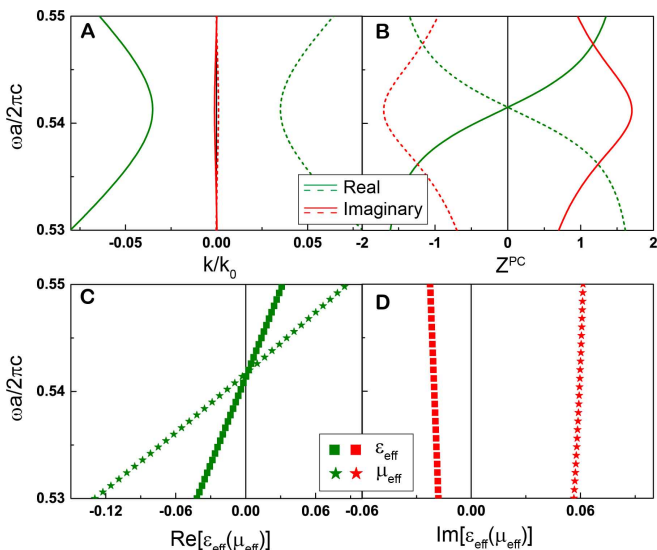 A
B
ωa/2πc
0.55
0.54
0.53
Real
Imaginary
-0.05 0.00 0.05 -2 -1 0 1 2
k/k0
Z^PC
C
D
ωa/2πc
0.55
0.54
0.53
εeff
μeff
-0.12 -0.06 0.00 0.06 -0.06 0.00 0.06
Re[εeff(μeff)]
Im[εeff(μeff)]